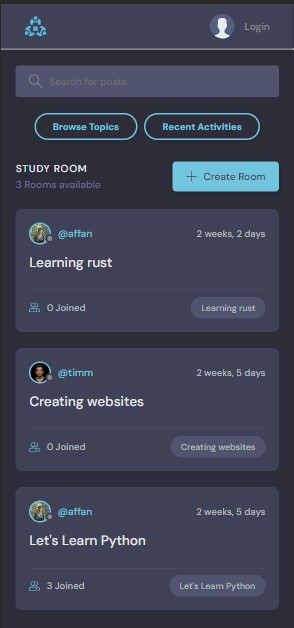 Login
Search for posts
Browse Topics
Recent Activities
STUDY ROOM
3 Rooms available
Create Room
@affan
2 weeks, 2 days
Learning rust
0 Joined
Learning rust
@timm
2 weeks, 5 days
Creating websites
0 Joined
Creating websites
@affan
2 weeks, 5 days
Let's Learn Python
3 Joined
Let's Learn Python